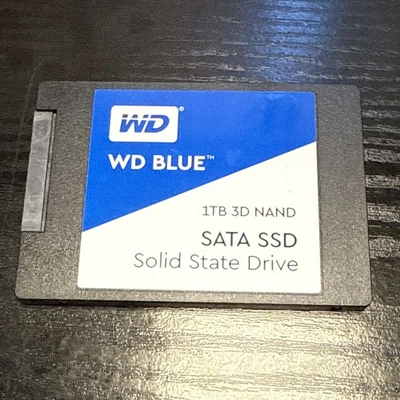 WD®
WD BLUE™
1TB 3D NAND
SATA SSD
Solid State Drive